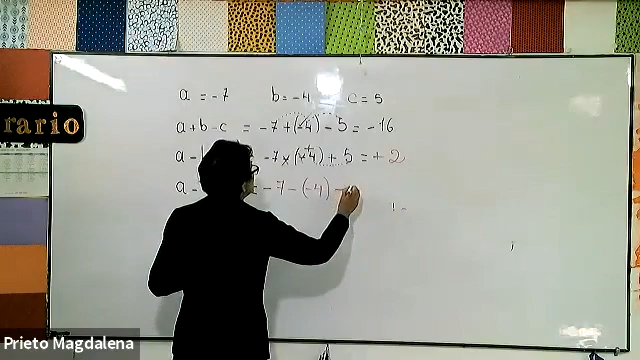 a = -7 b = -4 c = 5
a + b - c = -7 + (-4) - 5 = -16
rario
a - -7 × (-4) + 5 = + 2
a - = -7 - (-4) -
Prieto Magdalena